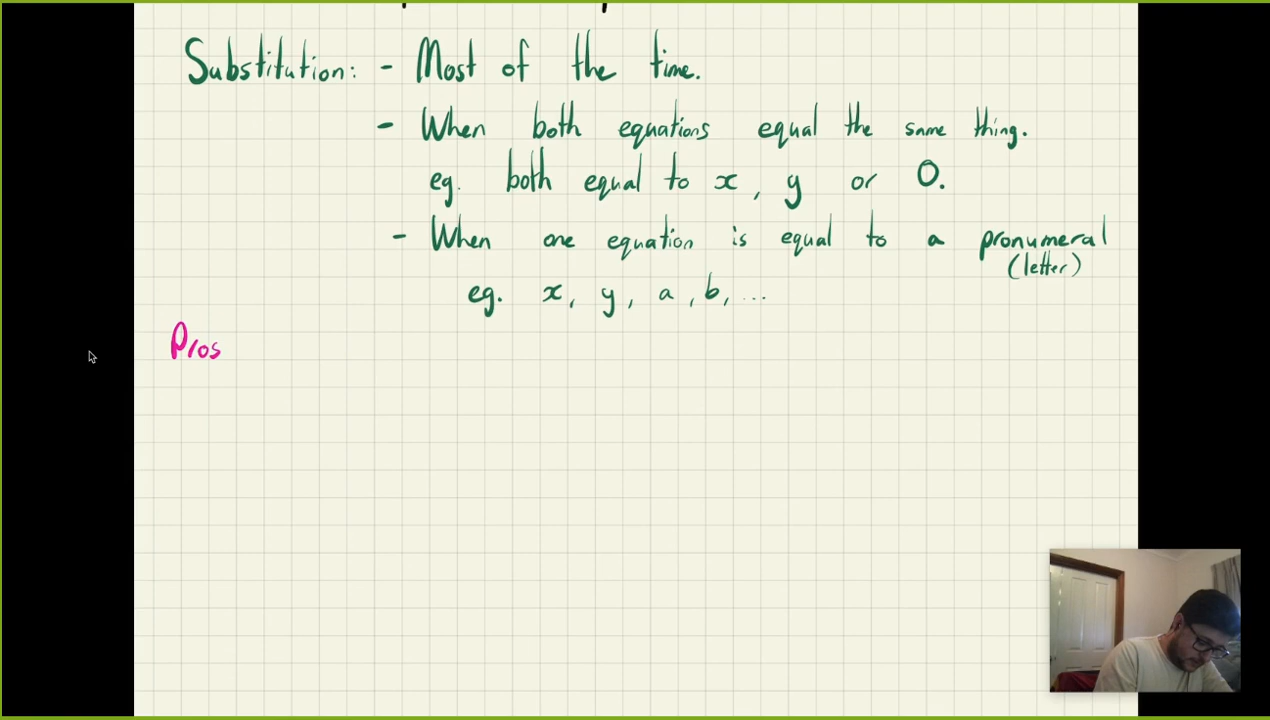 Substitution: - Most of the time.
- When both equations equal the same thing.
eg. both equal to x, y or 0.
- When one equation is equal to a pronumeral
(letter)
eg. x, y, a, b, ...
Pros